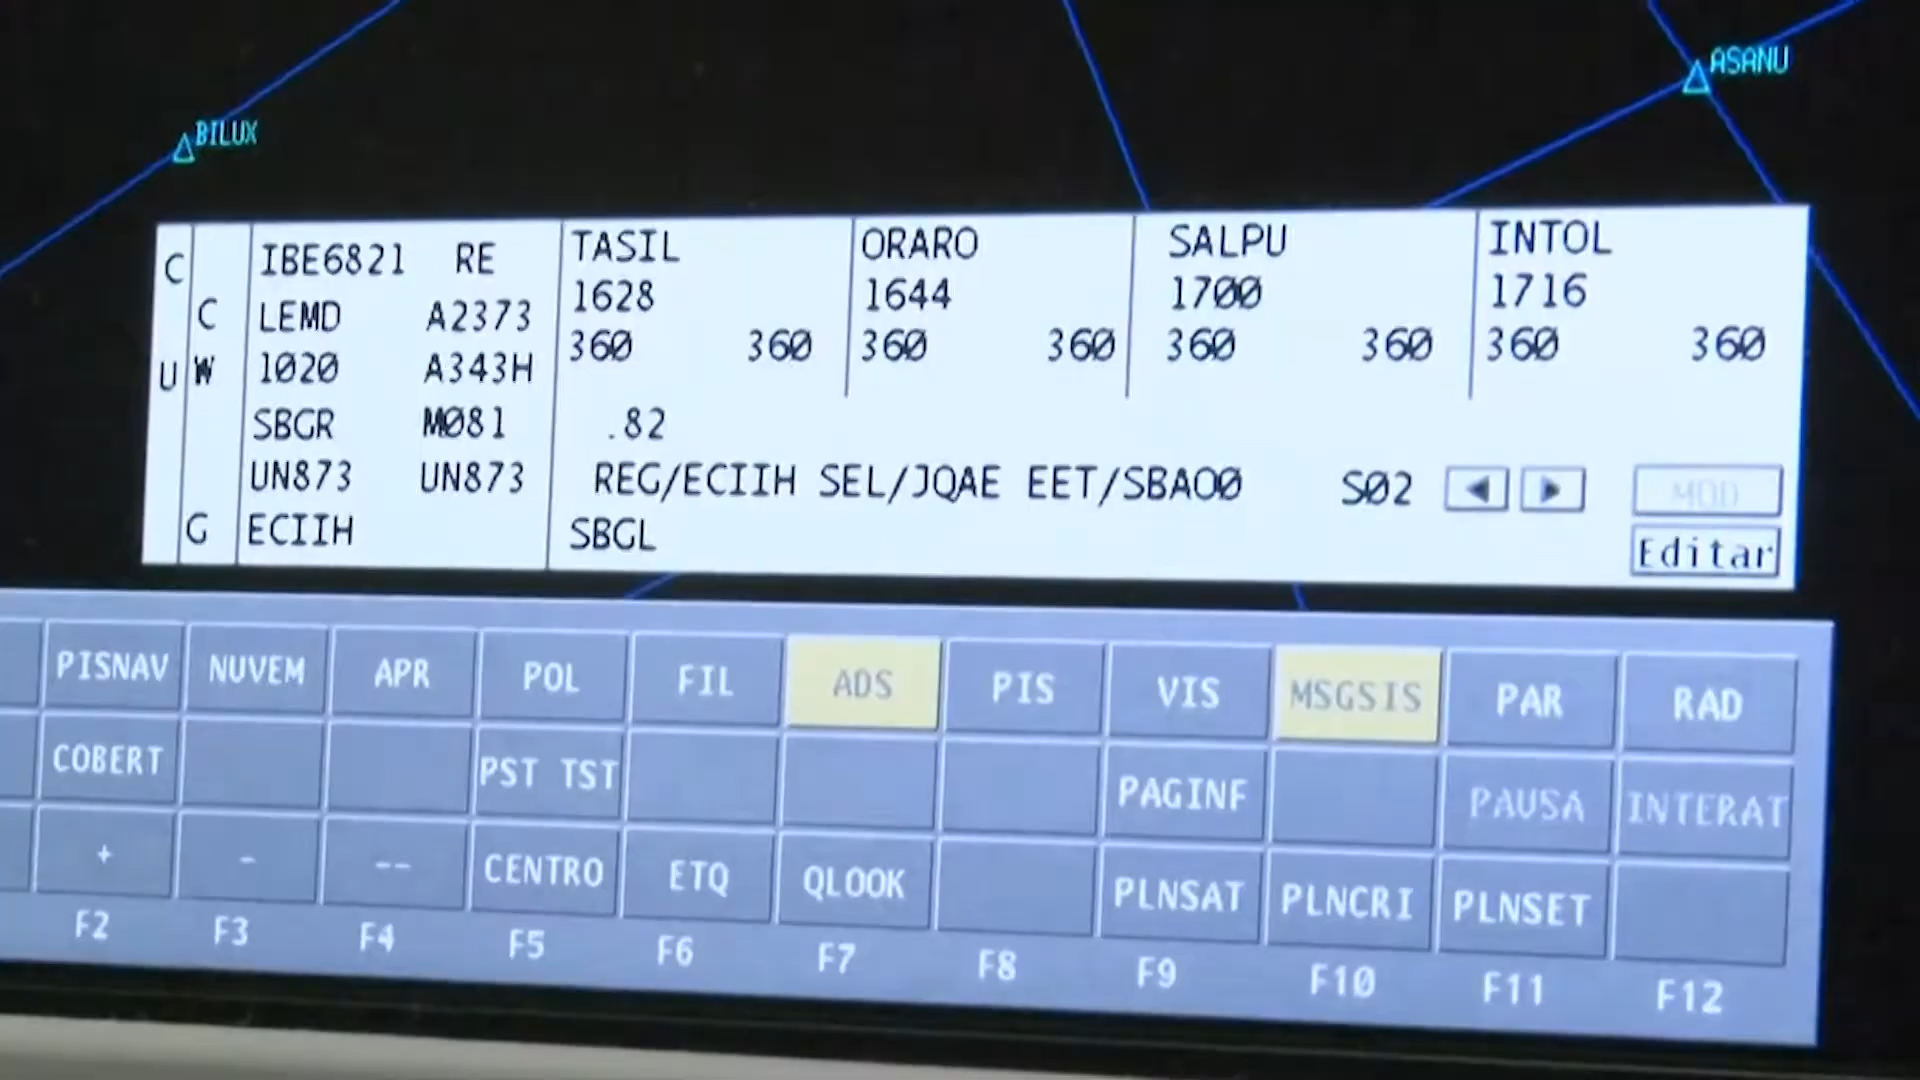 ASANU
BILUX
C IBE6821 RE TASIL ORARO SALPU INTOL
C LEMD A2373 1628 1644 1700 1716
U W 1020 A343H 360 360 360 360 360 360 360 360
SBGR M081 .82
UN873 UN873 REG/ECIIH SEL/JQAE EET/SBAO0 S02 ◀ ▶ MOD
G ECIIH SBGL Editar
PISNAV NUVEM APR POL FIL ADS PIS VIS MSGSIS PAR RAD
COBERT PST TST PAGINF PAUSA INTERAT
+ - -- CENTRO ETQ QLOOK PLNSAT PLNCRI PLNSET
F2 F3 F4 F5 F6 F7 F8 F9 F10 F11 F12